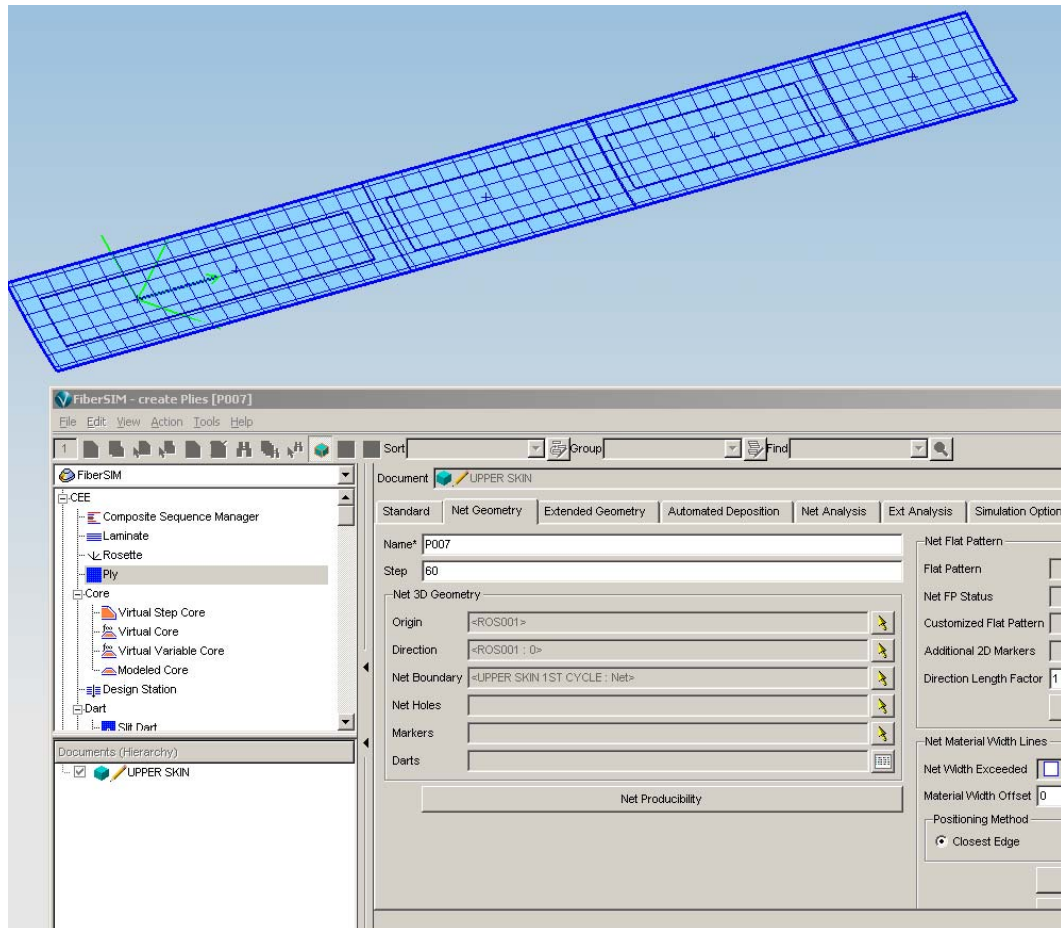 FiberSIM - create Plies [P007]
File Edit View Action Tools Help
1 Sort Group Find
FiberSIM
CEE
Composite Sequence Manager
Laminate
Rosette
Ply
Core
Virtual Step Core
Virtual Core
Virtual Variable Core
Modeled Core
Design Station
Dart
Slit Dart
Documents (Hierarchy)
UPPER SKIN
Document UPPER SKIN
Standard Net Geometry Extended Geometry Automated Deposition Net Analysis Ext Analysis Simulation Option
Name* P007
Step 60
Net 3D Geometry
Origin <ROS001>
Direction <ROS001 : 0>
Net Boundary <UPPER SKIN 1ST CYCLE : Net>
Net Holes
Markers
Darts
Net Producibility
Net Flat Pattern
Flat Pattern
Net FP Status
Customized Flat Pattern
Additional 2D Markers
Direction Length Factor 1
Net Material Width Lines
Net Width Exceeded
Material Width Offset 0
Positioning Method
Closest Edge